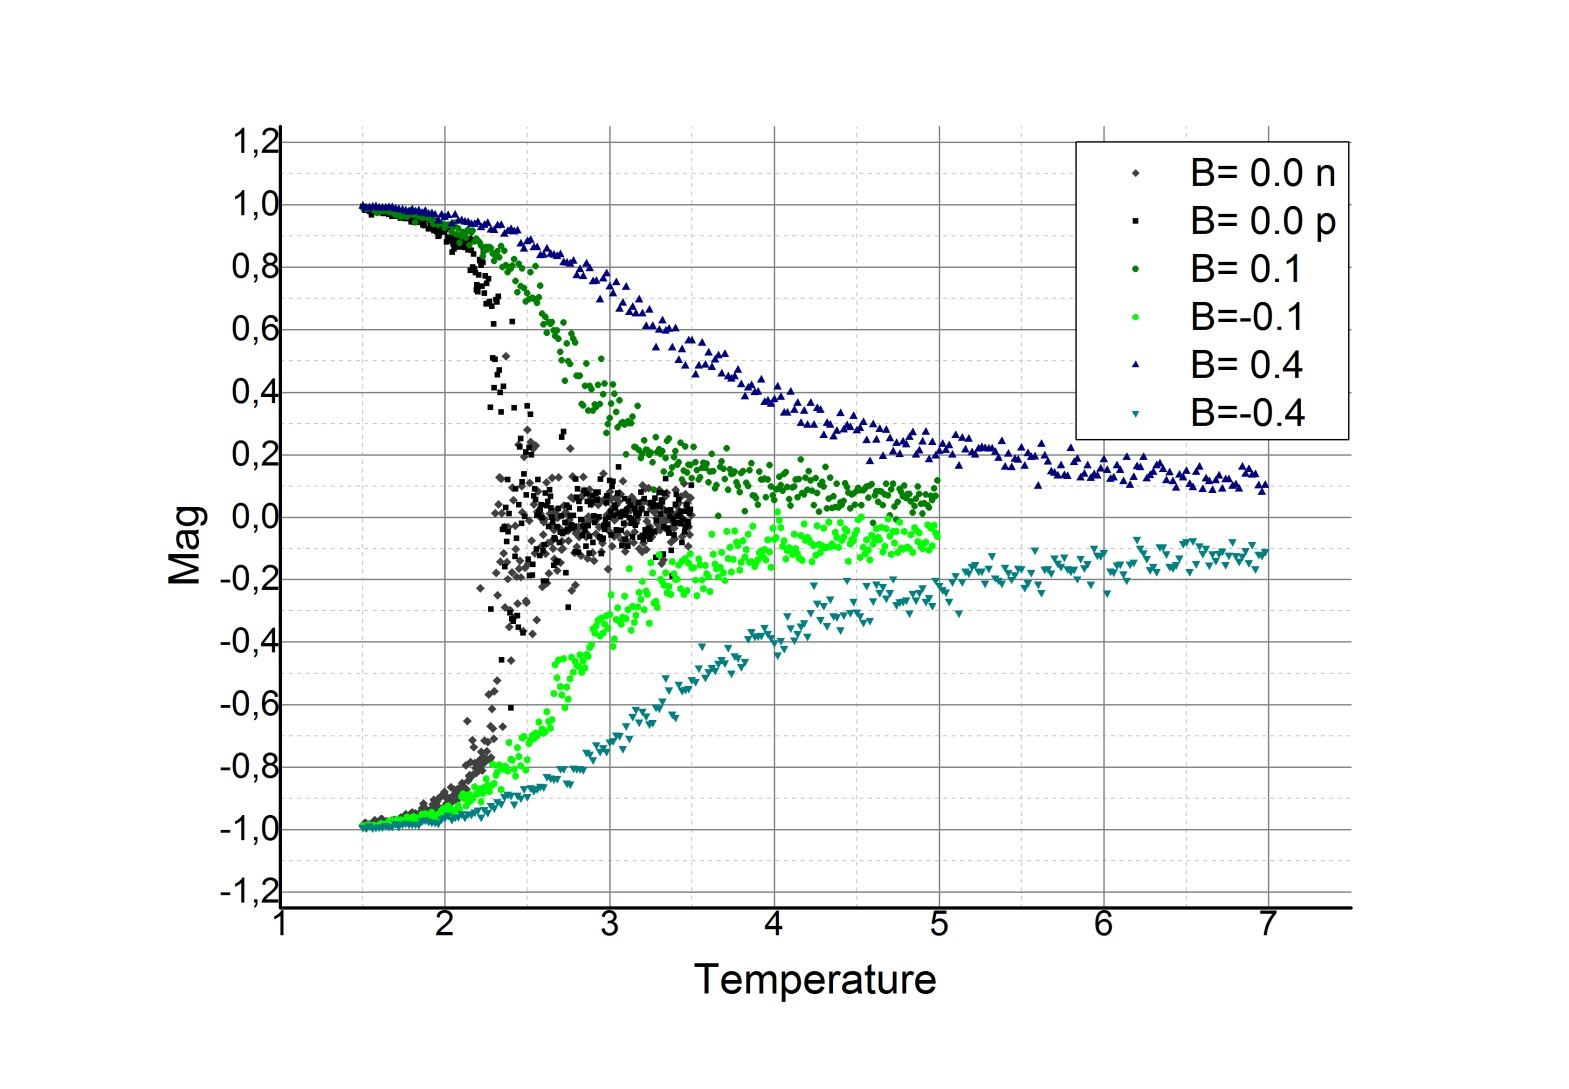 1,2
1,0
0,8
0,6
0,4
0,2
0,0
-0,2
-0,4
-0,6
-0,8
-1,0
-1,2
Mag
B= 0.0 n
B= 0.0 p
B= 0.1
B=-0.1
B= 0.4
B=-0.4
1 2 3 4 5 6 7
Temperature